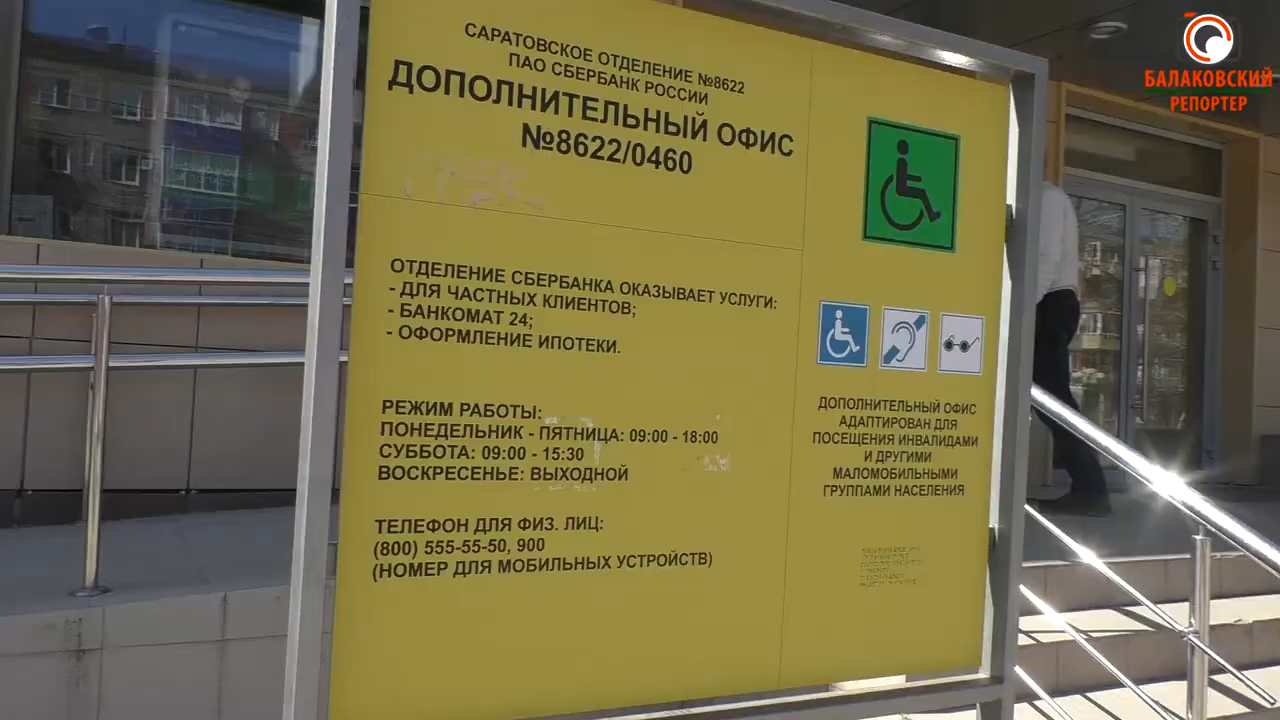 САРАТОВСКОЕ ОТДЕЛЕНИЕ №8622
ПАО СБЕРБАНК РОССИИ
ДОПОЛНИТЕЛЬНЫЙ ОФИС
№8622/0460
ОТДЕЛЕНИЕ СБЕРБАНКА ОКАЗЫВАЕТ УСЛУГИ:
- ДЛЯ ЧАСТНЫХ КЛИЕНТОВ;
- БАНКОМАТ 24;
- ОФОРМЛЕНИЕ ИПОТЕКИ.
РЕЖИМ РАБОТЫ:
ПОНЕДЕЛЬНИК - ПЯТНИЦА: 09:00 - 18:00
СУББОТА: 09:00 - 15:30
ВОСКРЕСЕНЬЕ: ВЫХОДНОЙ
ТЕЛЕФОН ДЛЯ ФИЗ. ЛИЦ:
(800) 555-55-50, 900
(НОМЕР ДЛЯ МОБИЛЬНЫХ УСТРОЙСТВ)
ДОПОЛНИТЕЛЬНЫЙ ОФИС
АДАПТИРОВАН ДЛЯ
ПОСЕЩЕНИЯ ИНВАЛИДАМИ
И ДРУГИМИ
МАЛОМОБИЛЬНЫМИ
ГРУППАМИ НАСЕЛЕНИЯ
БАЛАКОВСКИЙ
РЕПОРТЕР